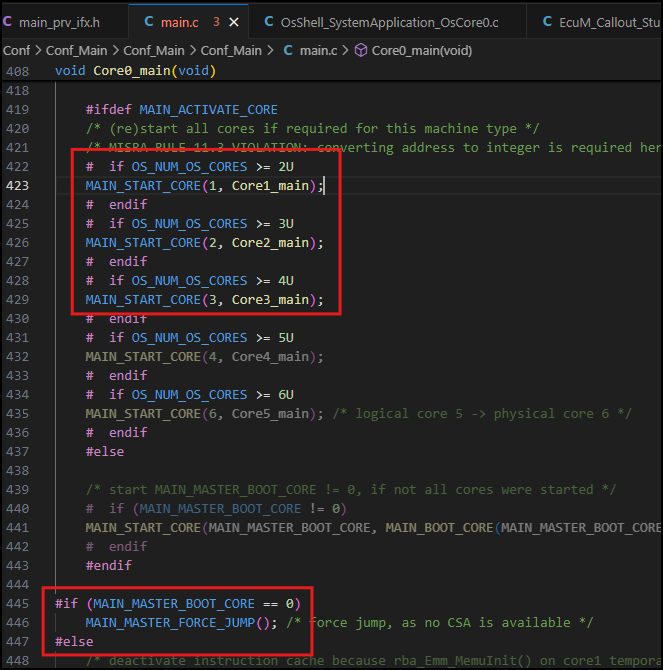 main_prv_ifx.h
main.c 3
OsShell_SystemApplication_OsCore0.c
EcuM_Callout_Stu
Conf > Conf_Main > Conf_Main > Conf_Main > main.c > Core0_main(void)
408 void Core0_main(void)
418
419 #ifdef MAIN_ACTIVATE_CORE
420 /* (re)start all cores if required for this machine type */
421 /* MISRA RULE 11.3 VIOLATION: converting address to integer is required her
422 # if OS_NUM_OS_CORES >= 2U
423 MAIN_START_CORE(1, Core1_main);
424 # endif
425 # if OS_NUM_OS_CORES >= 3U
426 MAIN_START_CORE(2, Core2_main);
427 # endif
428 # if OS_NUM_OS_CORES >= 4U
429 MAIN_START_CORE(3, Core3_main);
430 # endif
431 # if OS_NUM_OS_CORES >= 5U
432 MAIN_START_CORE(4, Core4_main);
433 # endif
434 # if OS_NUM_OS_CORES >= 6U
435 MAIN_START_CORE(6, Core5_main); /* logical core 5 -> physical core 6 */
436 # endif
437 #else
438
439 /* start MAIN_MASTER_BOOT_CORE != 0, if not all cores were started */
440 # if (MAIN_MASTER_BOOT_CORE != 0)
441 MAIN_START_CORE(MAIN_MASTER_BOOT_CORE, MAIN_BOOT_CORE(MAIN_MASTER_BOOT_CORE
442 # endif
443 #endif
444
445 #if (MAIN_MASTER_BOOT_CORE == 0)
446 MAIN_MASTER_FORCE_JUMP(); /* force jump, as no CSA is available */
447 #else
448 /* deactivate instruction cache because rba_Emm_MemuInit() on core1 tempora